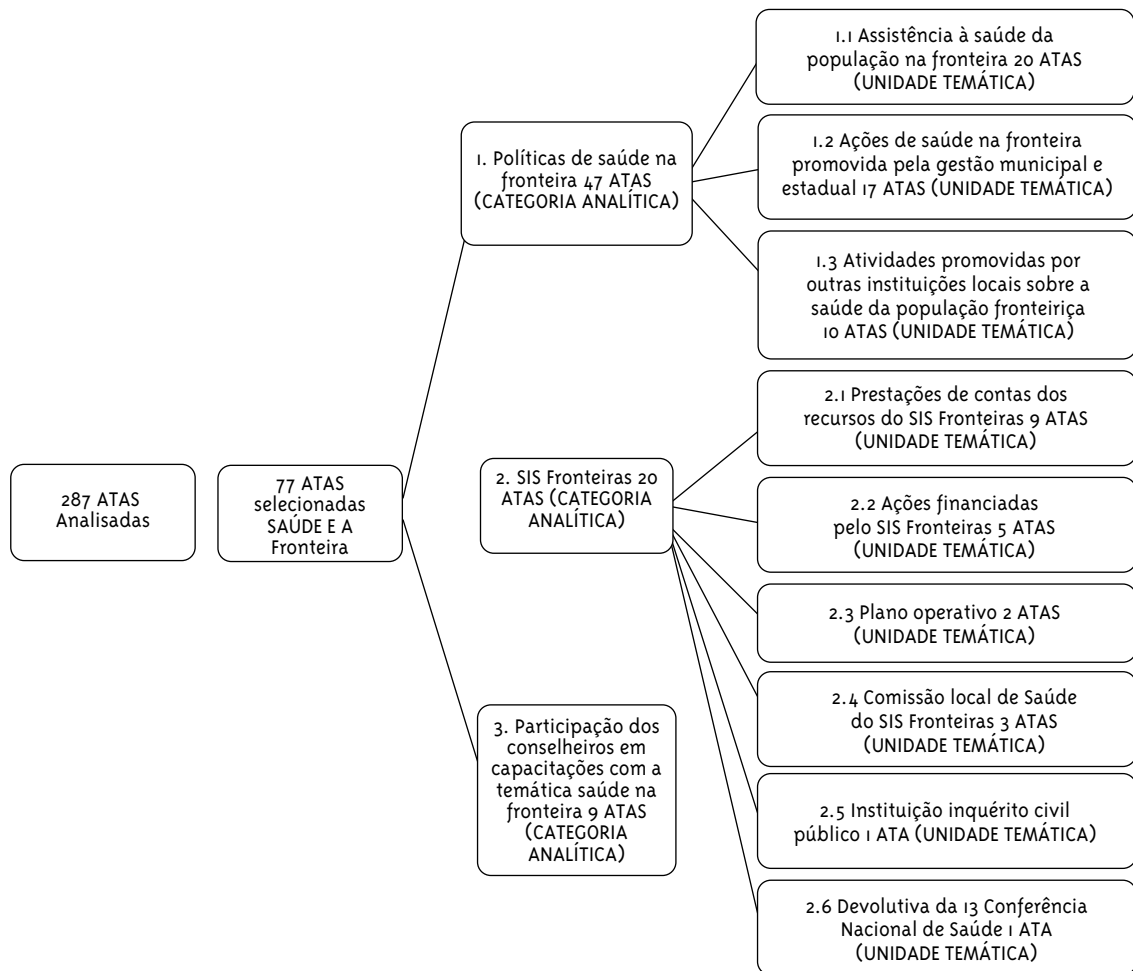 287 ATAS
Analisadas
77 ATAS
selecionadas
SAÚDE E A
Fronteira
1. Políticas de saúde na
fronteira 47 ATAS
(CATEGORIA ANALÍTICA)
1.1 Assistência à saúde da
população na fronteira 20 ATAS
(UNIDADE TEMÁTICA)
1.2 Ações de saúde na fronteira
promovida pela gestão municipal e
estadual 17 ATAS (UNIDADE TEMÁTICA)
1.3 Atividades promovidas por
outras instituições locais sobre a
saúde da população fronteiriça
10 ATAS (UNIDADE TEMÁTICA)
2. SIS Fronteiras 20
ATAS (CATEGORIA
ANALÍTICA)
2.1 Prestações de contas dos
recursos do SIS Fronteiras 9 ATAS
(UNIDADE TEMÁTICA)
2.2 Ações financiadas
pelo SIS Fronteiras 5 ATAS
(UNIDADE TEMÁTICA)
2.3 Plano operativo 2 ATAS
(UNIDADE TEMÁTICA)
2.4 Comissão local de Saúde
do SIS Fronteiras 3 ATAS
(UNIDADE TEMÁTICA)
2.5 Instituição inquérito civil
público 1 ATA (UNIDADE TEMÁTICA)
2.6 Devolutiva da 13 Conferência
Nacional de Saúde 1 ATA
(UNIDADE TEMÁTICA)
3. Participação dos
conselheiros em
capacitações com a
temática saúde na
fronteira 9 ATAS
(CATEGORIA
ANALÍTICA)